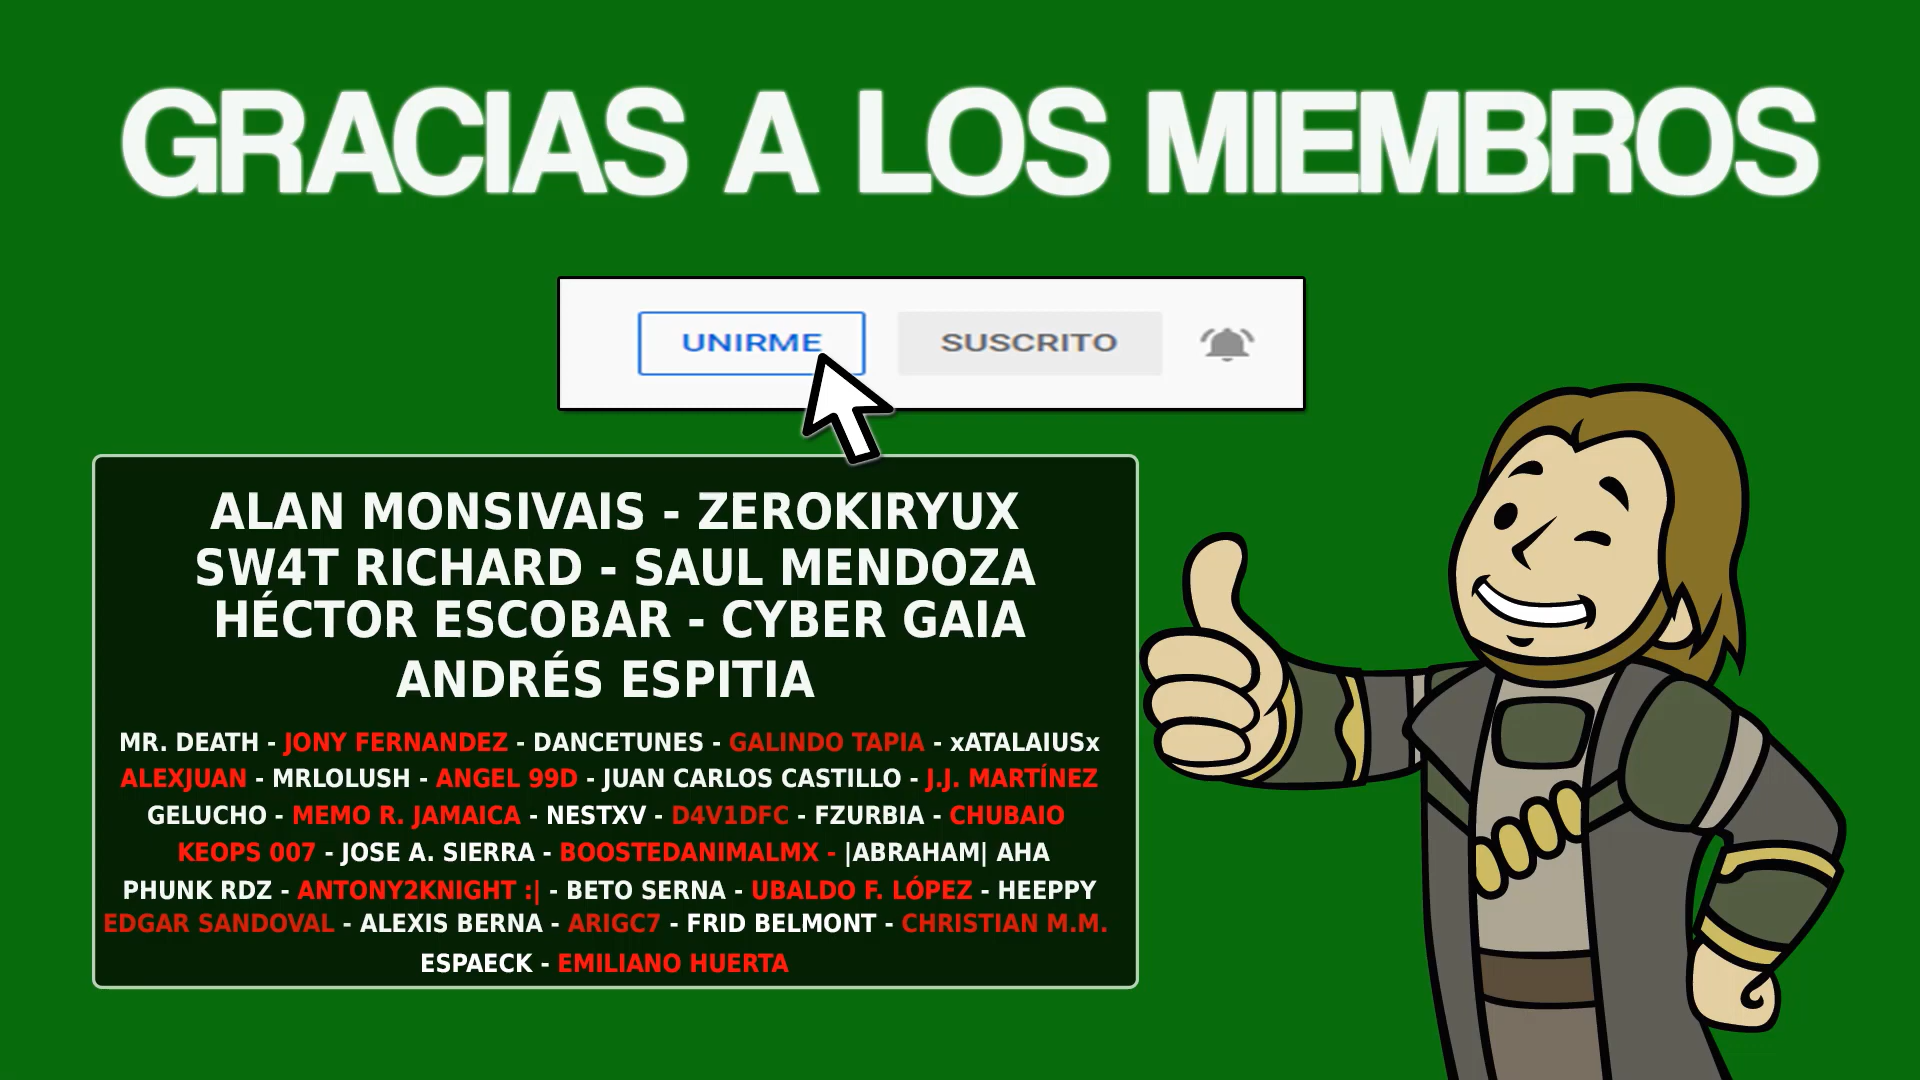 GRACIAS A LOS MIEMBROS
UNIRME SUSCRITO
ALAN MONSIVAIS - ZEROKIRYUX
SW4T RICHARD - SAUL MENDOZA
HÉCTOR ESCOBAR - CYBER GAIA
ANDRÉS ESPITIA
MR. DEATH - JONY FERNANDEZ - DANCETUNES - GALINDO TAPIA - xATALAIUSx
ALEXJUAN - MRLOLUSH - ANGEL 99D - JUAN CARLOS CASTILLO - J.J. MARTÍNEZ
GELUCHO - MEMO R. JAMAICA - NESTXV - D4V1DFC - FZURBIA - CHUBAIO
KEOPS 007 - JOSE A. SIERRA - BOOSTEDANIMALMX - |ABRAHAM| AHA
PHUNK RDZ - ANTONY2KNIGHT :| - BETO SERNA - UBALDO F. LÓPEZ - HEEPPY
EDGAR SANDOVAL - ALEXIS BERNA - ARIGC7 - FRID BELMONT - CHRISTIAN M.M.
ESPAECK - EMILIANO HUERTA